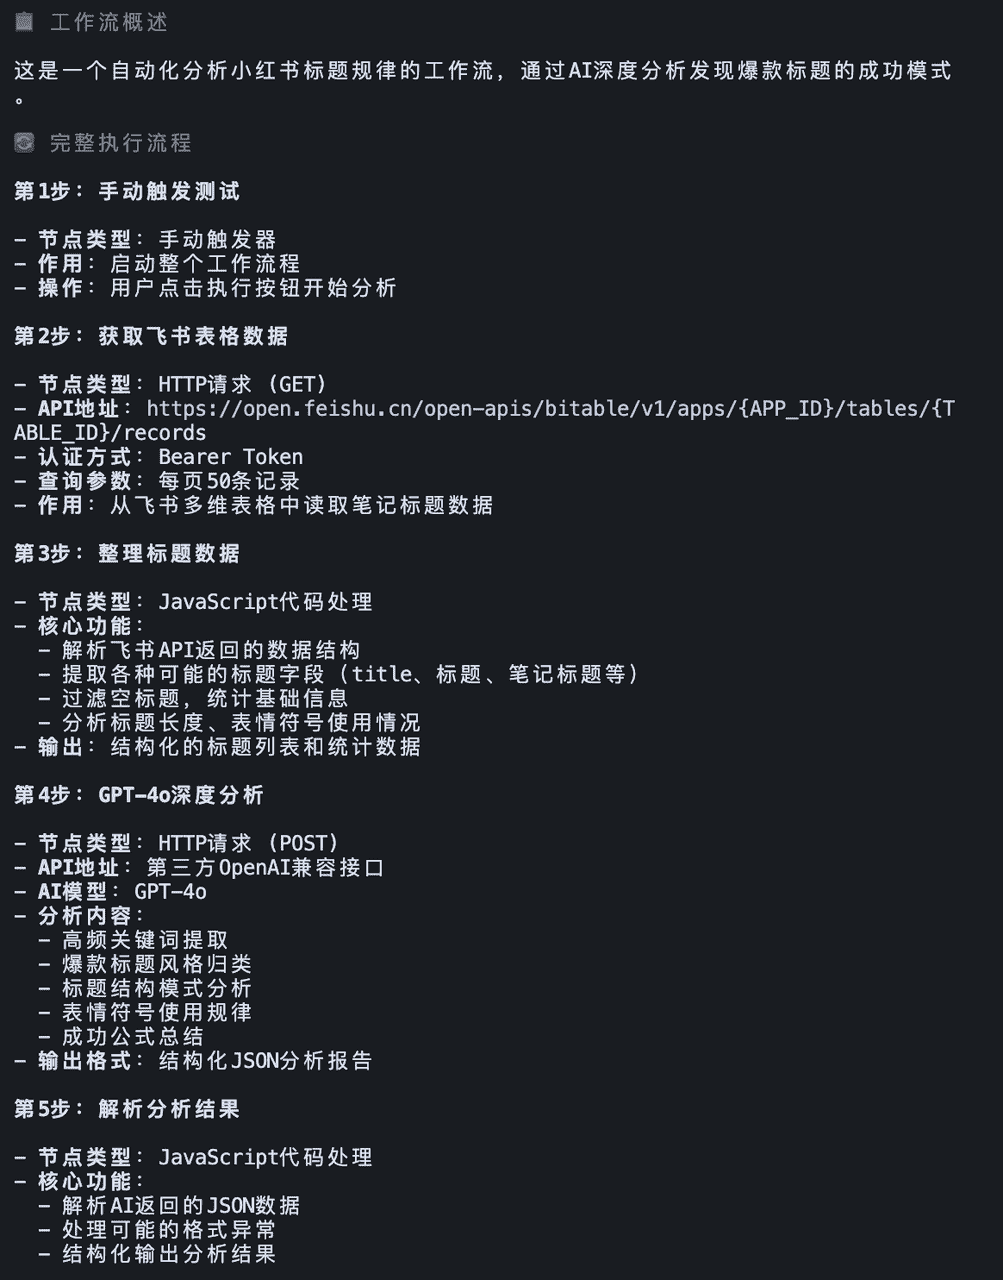 📋 工作流概述
这是一个自动化分析小红书标题规律的工作流，通过AI深度分析发现爆款标题的成功模式
。
🔄 完整执行流程
第1步：手动触发测试
- 节点类型：手动触发器
- 作用：启动整个工作流程
- 操作：用户点击执行按钮开始分析
第2步：获取飞书表格数据
- 节点类型：HTTP请求 (GET)
- API地址：https://open.feishu.cn/open-apis/bitable/v1/apps/{APP_ID}/tables/{T
ABLE_ID}/records
- 认证方式：Bearer Token
- 查询参数：每页50条记录
- 作用：从飞书多维表格中读取笔记标题数据
第3步：整理标题数据
- 节点类型：JavaScript代码处理
- 核心功能：
- 解析飞书API返回的数据结构
- 提取各种可能的标题字段（title、标题、笔记标题等）
- 过滤空标题，统计基础信息
- 分析标题长度、表情符号使用情况
- 输出：结构化的标题列表和统计数据
第4步：GPT-4o深度分析
- 节点类型：HTTP请求 (POST)
- API地址：第三方OpenAI兼容接口
- AI模型：GPT-4o
- 分析内容：
- 高频关键词提取
- 爆款标题风格归类
- 标题结构模式分析
- 表情符号使用规律
- 成功公式总结
- 输出格式：结构化JSON分析报告
第5步：解析分析结果
- 节点类型：JavaScript代码处理
- 核心功能：
- 解析AI返回的JSON数据
- 处理可能的格式异常
- 结构化输出分析结果